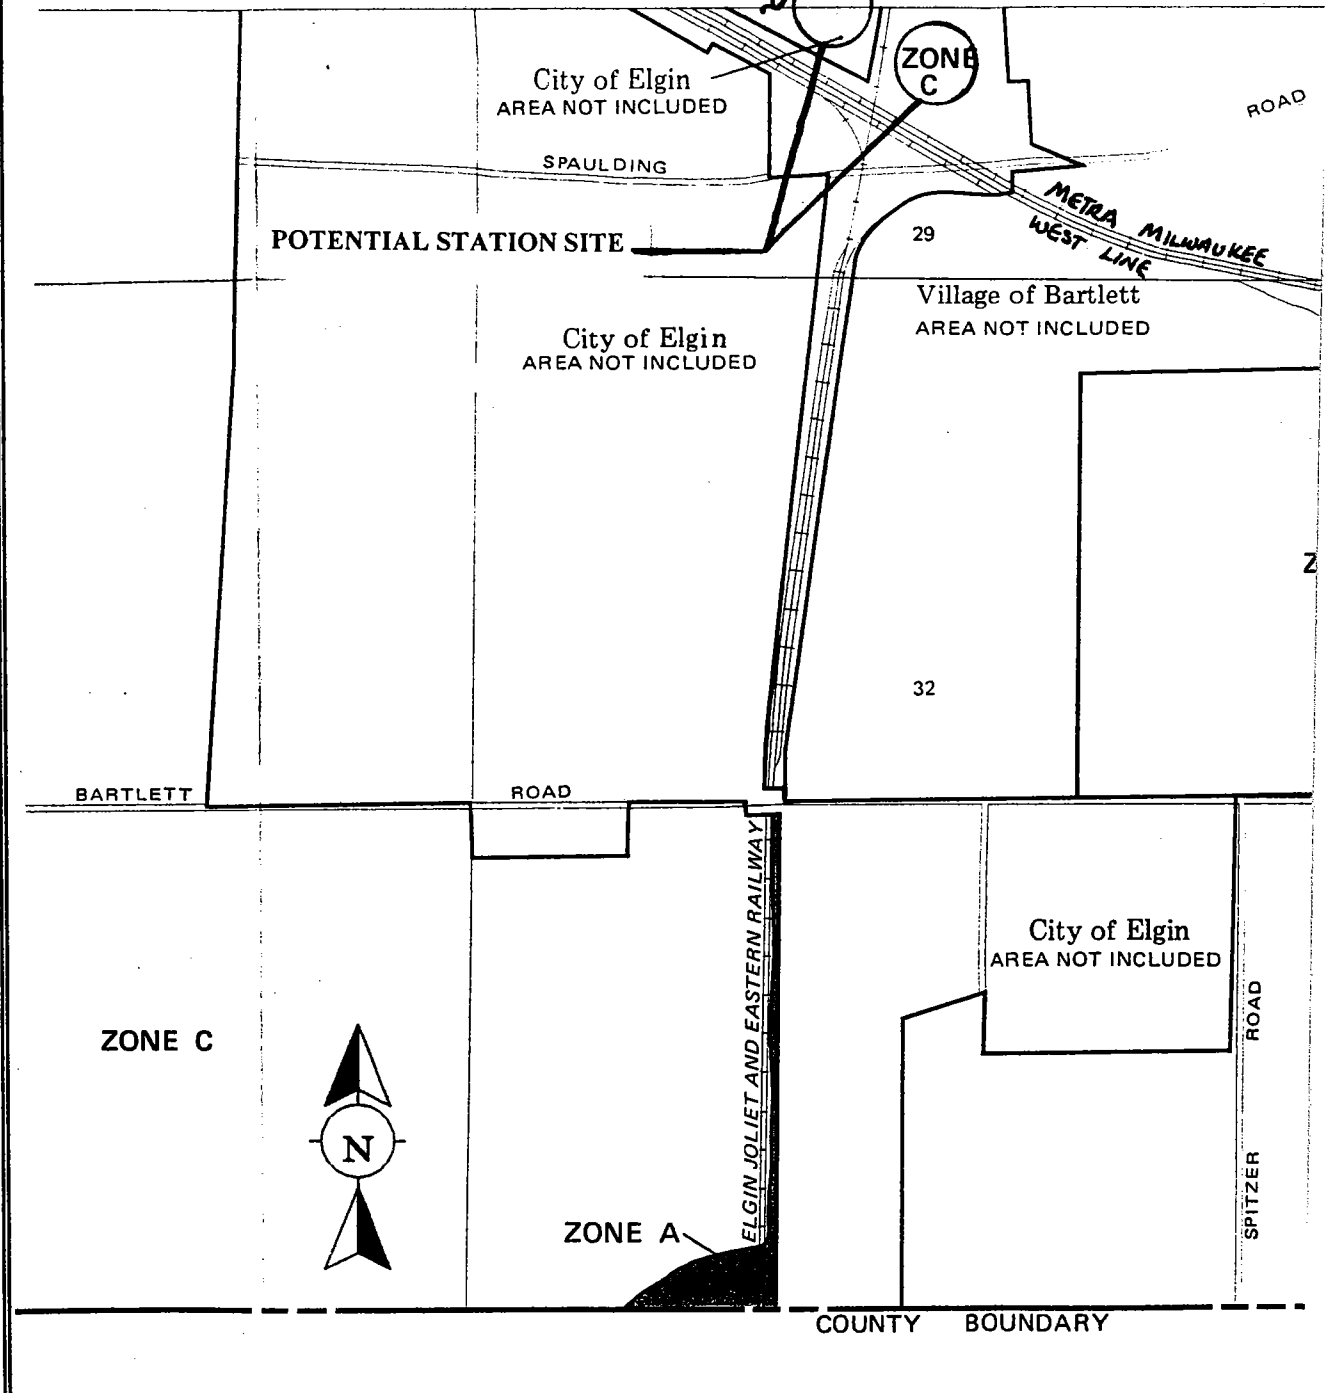 ZONE
C
City of Elgin
AREA NOT INCLUDED
ROAD
SPAULDING
METRA MILWAUKEE
WEST LINE
POTENTIAL STATION SITE
29
Village of Bartlett
AREA NOT INCLUDED
City of Elgin
AREA NOT INCLUDED
Z
32
BARTLETT ROAD
ELGIN JOLIET AND EASTERN RAILWAY
City of Elgin
AREA NOT INCLUDED
ROAD
ZONE C
N
SPITZER
ZONE A
COUNTY BOUNDARY